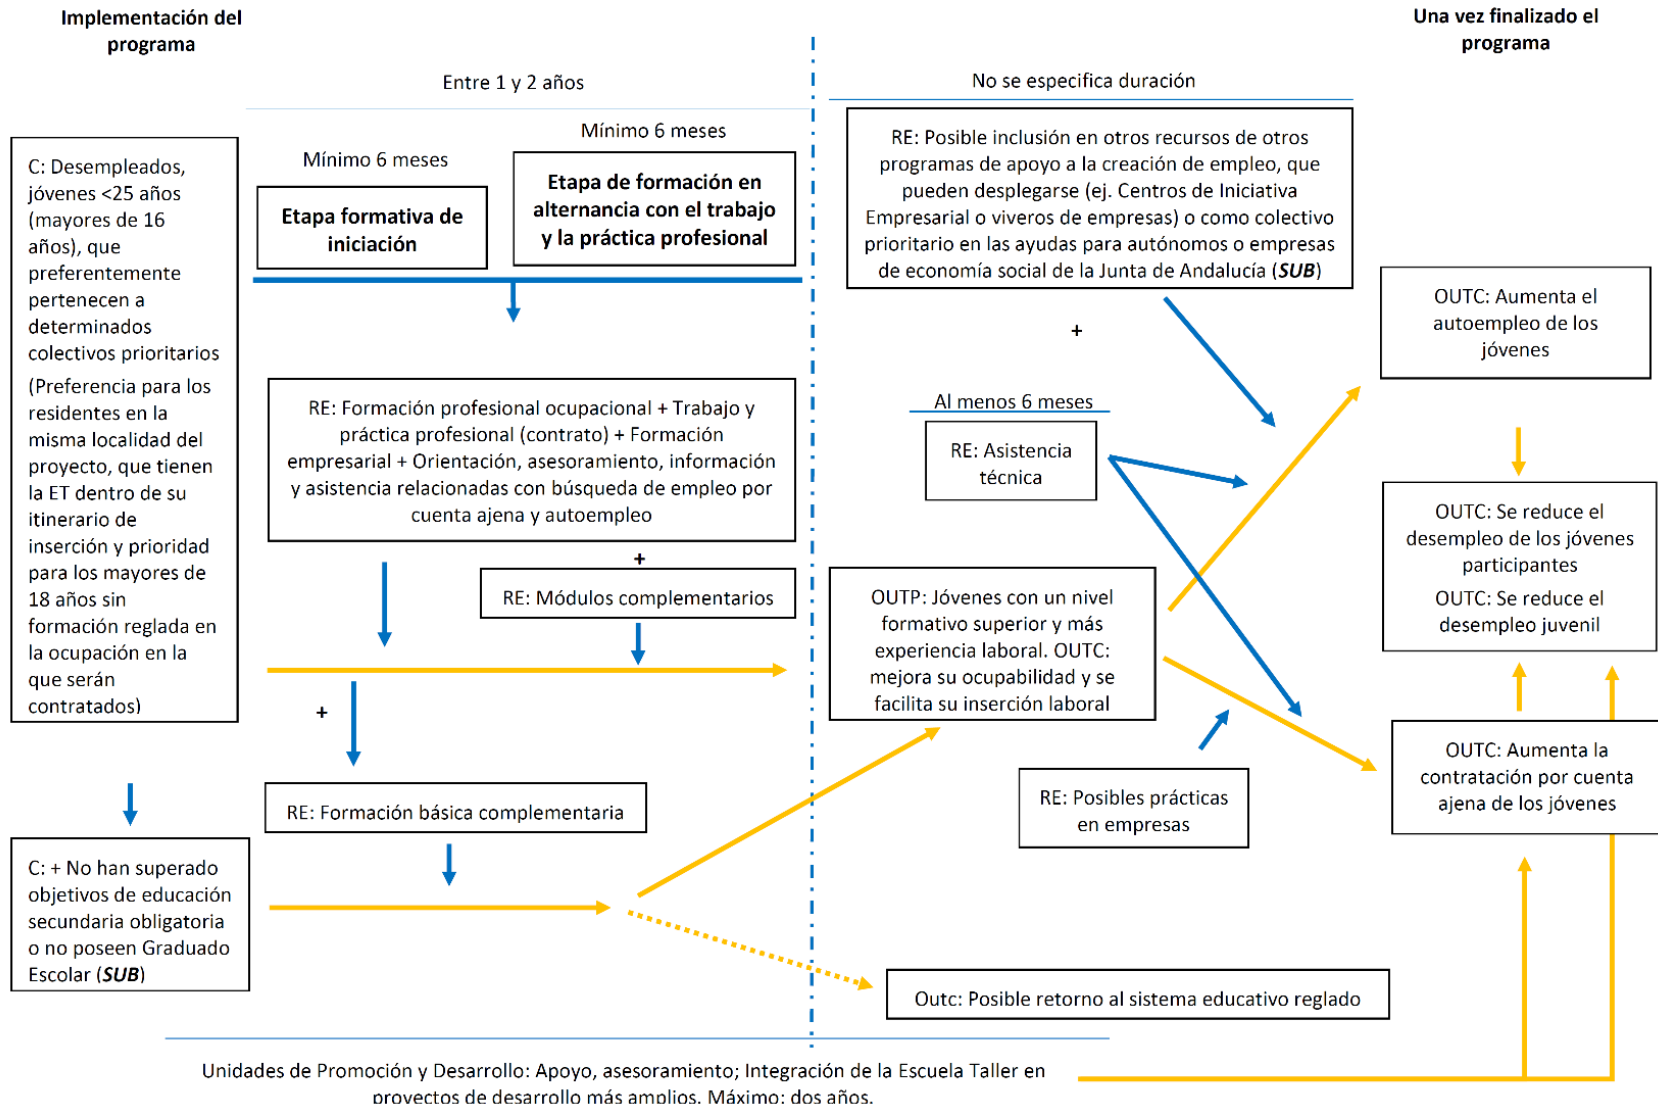 Implementación del
programa
Una vez finalizado el
programa
Entre 1 y 2 años
No se especifica duración
Mínimo 6 meses
Mínimo 6 meses
Etapa formativa de
iniciación
Etapa de formación en
alternancia con el trabajo
y la práctica profesional
C: Desempleados,
jóvenes <25 años
(mayores de 16
años), que
preferentemente
pertenecen a
determinados
colectivos prioritarios
(Preferencia para los
residentes en la
misma localidad del
proyecto, que tienen
la ET dentro de su
itinerario de
inserción y prioridad
para los mayores de
18 años sin
formación reglada en
la ocupación en la
que serán
contratados)
RE: Formación profesional ocupacional + Trabajo y
práctica profesional (contrato) + Formación
empresarial + Orientación, asesoramiento, información
y asistencia relacionadas con búsqueda de empleo por
cuenta ajena y autoempleo
+
RE: Módulos complementarios
+
RE: Formación básica complementaria
C: + No han superado
objetivos de educación
secundaria obligatoria
o no poseen Graduado
Escolar (SUB)
RE: Posible inclusión en otros recursos de otros
programas de apoyo a la creación de empleo, que
pueden desplegarse (ej. Centros de Iniciativa
Empresarial o viveros de empresas) o como colectivo
prioritario en las ayudas para autónomos o empresas
de economía social de la Junta de Andalucía (SUB)
+
Al menos 6 meses
RE: Asistencia
técnica
OUTP: Jóvenes con un nivel
formativo superior y más
experiencia laboral. OUTC:
mejora su ocupabilidad y se
facilita su inserción laboral
RE: Posibles prácticas
en empresas
Outc: Posible retorno al sistema educativo reglado
OUTC: Aumenta el
autoempleo de los
jóvenes
OUTC: Se reduce el
desempleo de los jóvenes
participantes
OUTC: Se reduce el
desempleo juvenil
OUTC: Aumenta la
contratación por cuenta
ajena de los jóvenes
Unidades de Promoción y Desarrollo: Apoyo, asesoramiento; Integración de la Escuela Taller en
proyectos de desarrollo más amplios. Máximo: dos años.